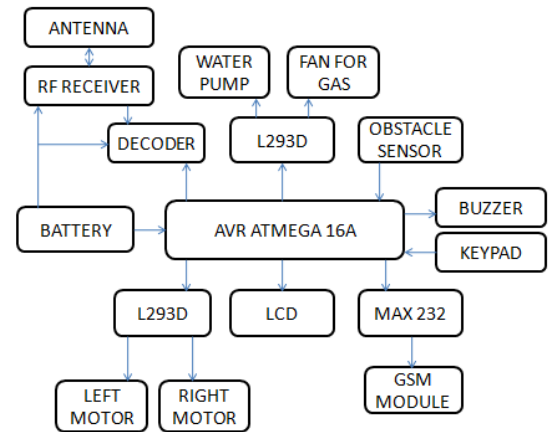 ANTENNA
RF RECEIVER
DECODER
WATER
PUMP
FAN FOR
GAS
L293D
OBSTACLE
SENSOR
BATTERY
AVR ATMEGA 16A
BUZZER
KEYPAD
L293D
LCD
MAX 232
LEFT
MOTOR
RIGHT
MOTOR
GSM
MODULE